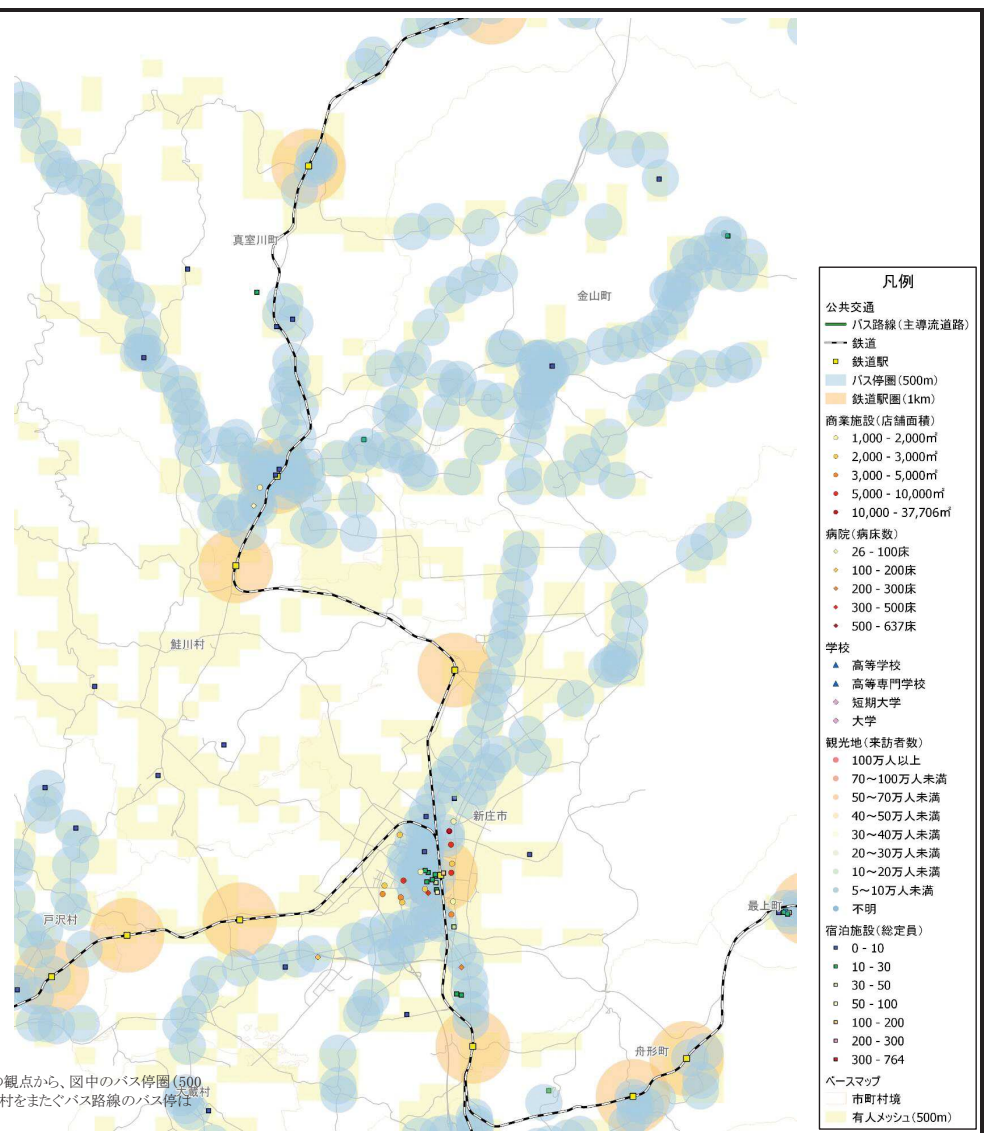 真室川町
金山町
鮭川村
新庄市
戸沢村
最上町
舟形町
大蔵村
の観点から、図中のバス停圏(500
村をまたぐバス路線のバス停は
凡例
公共交通
バス路線(主導流道路)
鉄道
鉄道駅
バス停圏(500m)
鉄道駅圏(1km)
商業施設(店舗面積)
1,000 - 2,000㎡
2,000 - 3,000㎡
3,000 - 5,000㎡
5,000 - 10,000㎡
10,000 - 37,706㎡
病院(病床数)
26 - 100床
100 - 200床
200 - 300床
300 - 500床
500 - 637床
学校
高等学校
高等専門学校
短期大学
大学
観光地(来訪者数)
100万人以上
70～100万人未満
50～70万人未満
40～50万人未満
30～40万人未満
20～30万人未満
10～20万人未満
5～10万人未満
不明
宿泊施設(総定員)
0 - 10
10 - 30
30 - 50
50 - 100
100 - 200
200 - 300
300 - 764
ベースマップ
市町村境
有人メッシュ(500m)